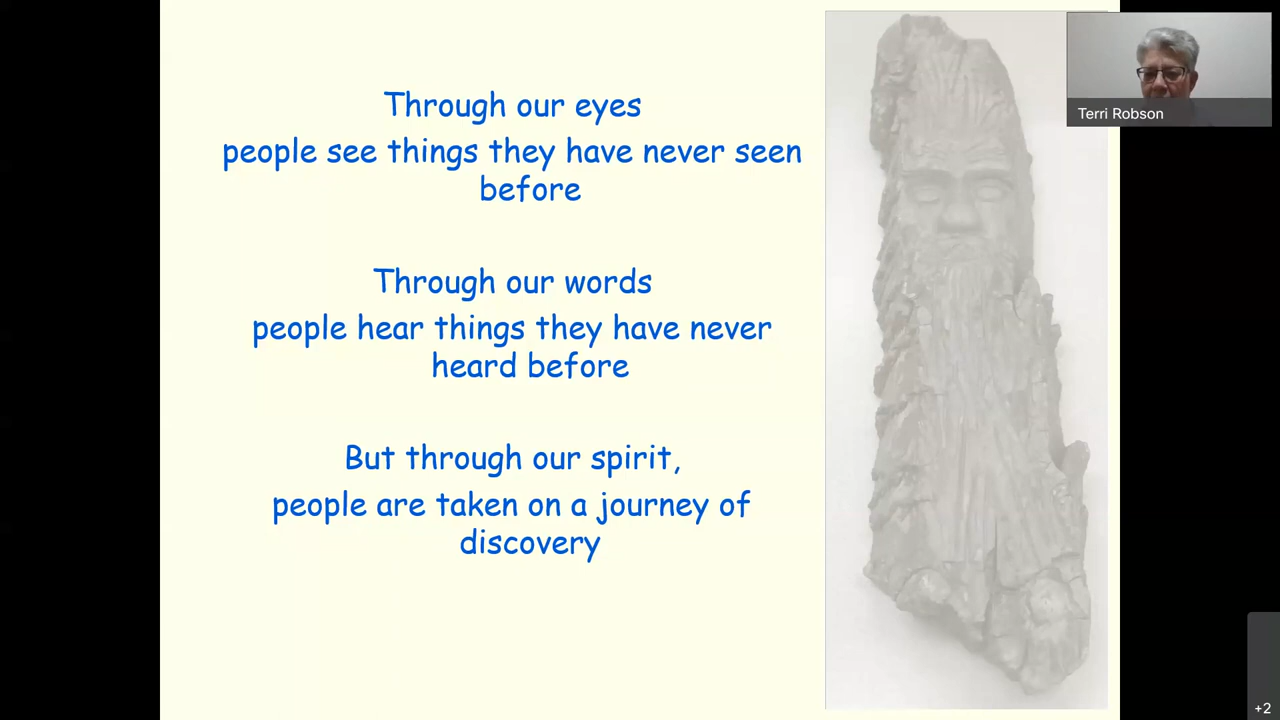 Through our eyes
people see things they have never seen
before
Through our words
people hear things they have never
heard before
But through our spirit,
people are taken on a journey of
discovery
Terri Robson
+2